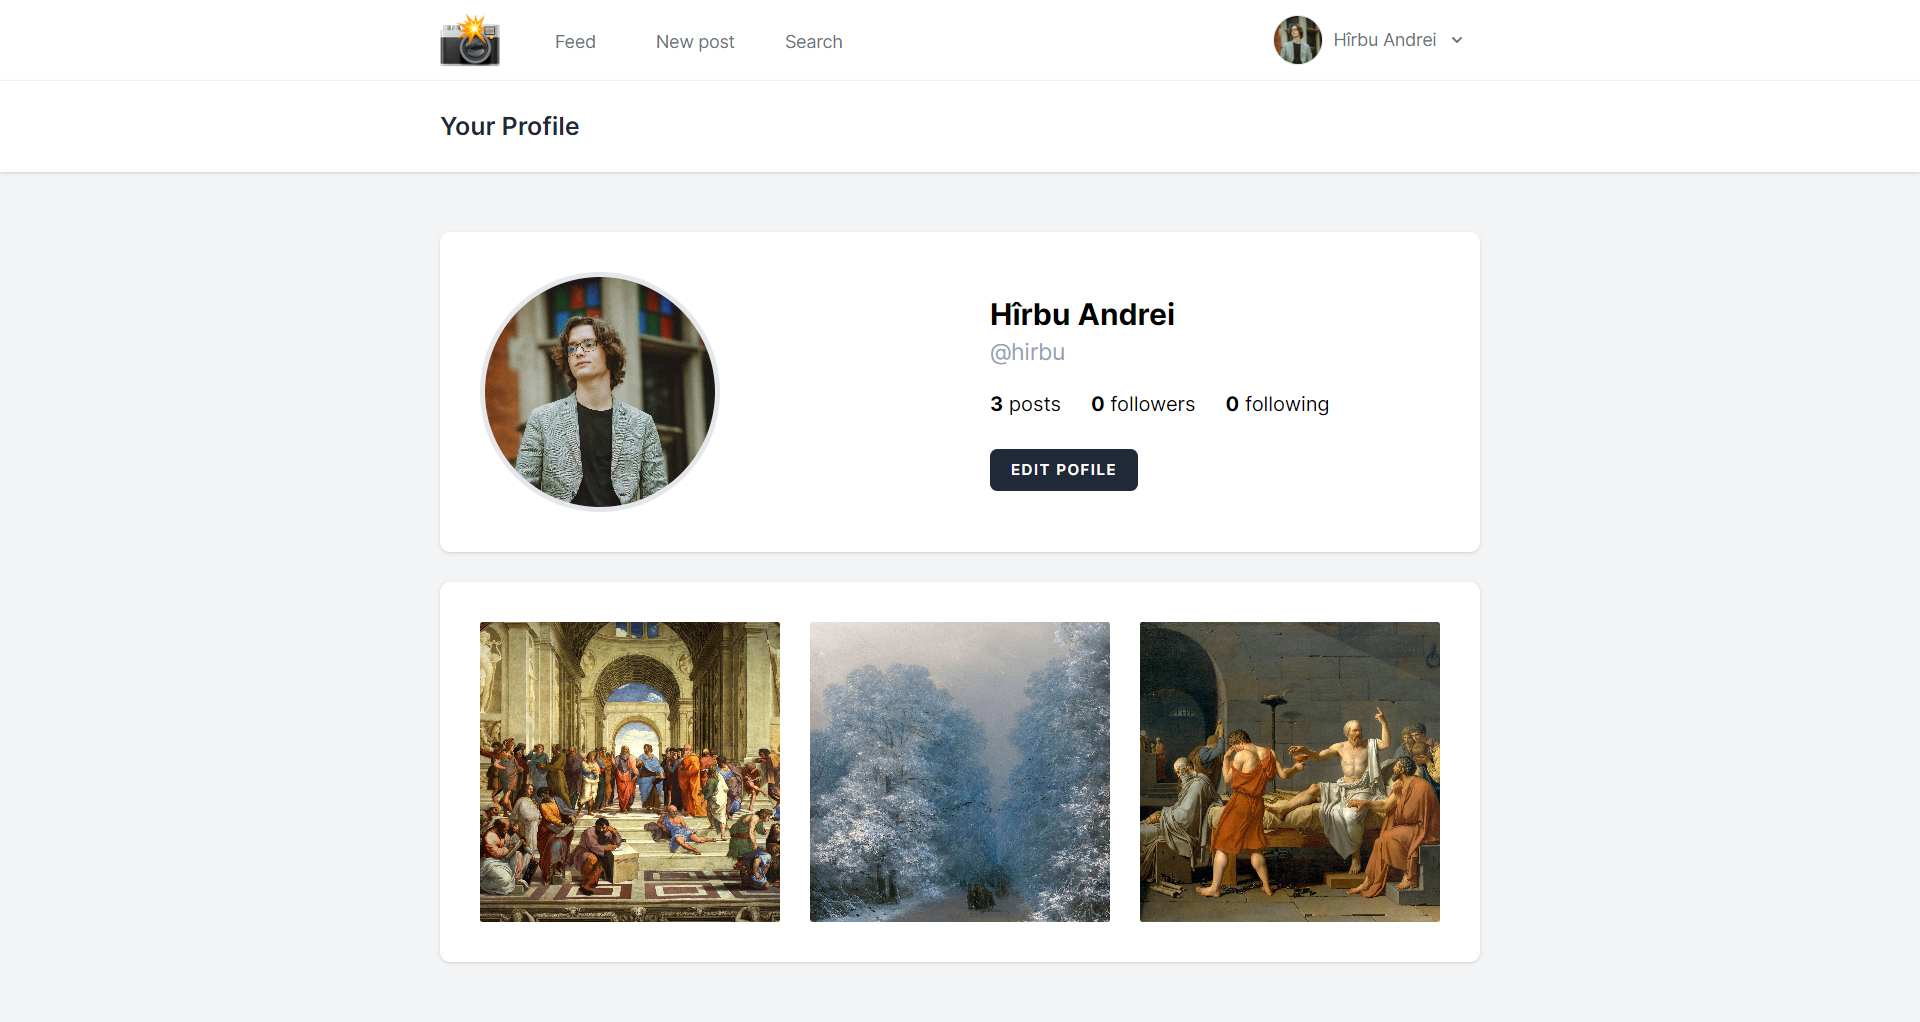 Feed New post Search Hîrbu Andrei
Your Profile
Hîrbu Andrei
@hirbu
3 posts 0 followers 0 following
EDIT POFILE